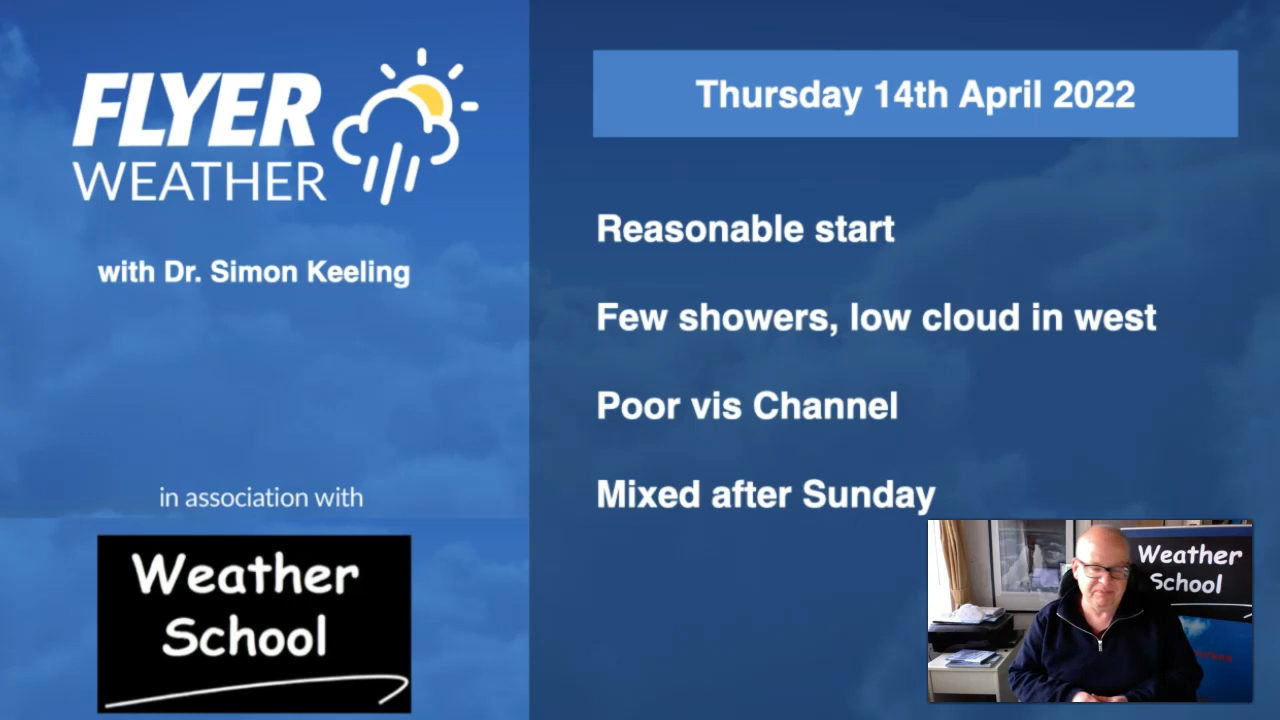 FLYER
WEATHER
with Dr. Simon Keeling
in association with
Weather
School
Thursday 14th April 2022
Reasonable start
Few showers, low cloud in west
Poor vis Channel
Mixed after Sunday
Weather
School